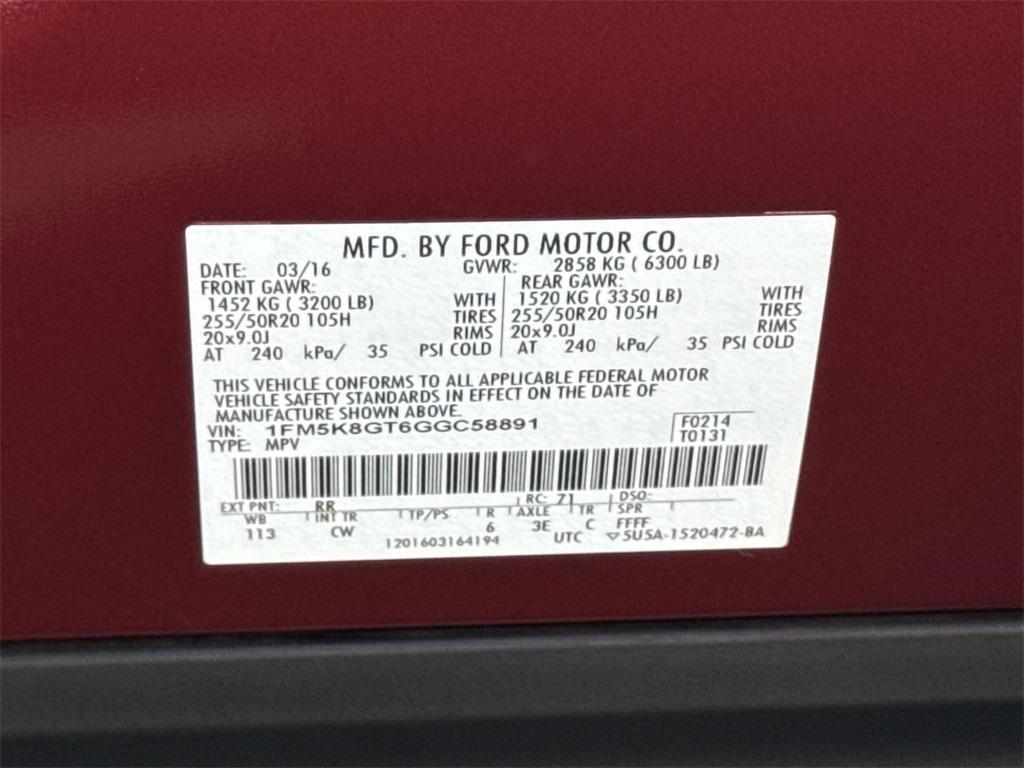 MFD. BY FORD MOTOR CO.
DATE: 03/16 GVWR: 2858 KG ( 6300 LB)
FRONT GAWR: REAR GAWR:
1452 KG ( 3200 LB) WITH 1520 KG ( 3350 LB) WITH
255/50R20 105H TIRES 255/50R20 105H TIRES
20x9.0J RIMS 20x9.0J RIMS
AT 240 kPa/ 35 PSI COLD AT 240 kPa/ 35 PSI COLD
THIS VEHICLE CONFORMS TO ALL APPLICABLE FEDERAL MOTOR
VEHICLE SAFETY STANDARDS IN EFFECT ON THE DATE OF
MANUFACTURE SHOWN ABOVE.
VIN: 1FM5K8GT6GGC58891 F0214
TYPE: MPV T0131
EXT PNT: RR RC: 71 DSO:
WB INT TR TP/PS R AXLE TR SPR
113 CW 6 3E C FFFF
1201603164194 UTC ▽5U5A-1520472-BA